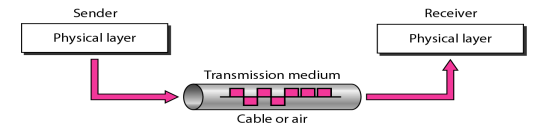 Sender
Receiver
Physical layer
Physical layer
Transmission medium
Cable or air